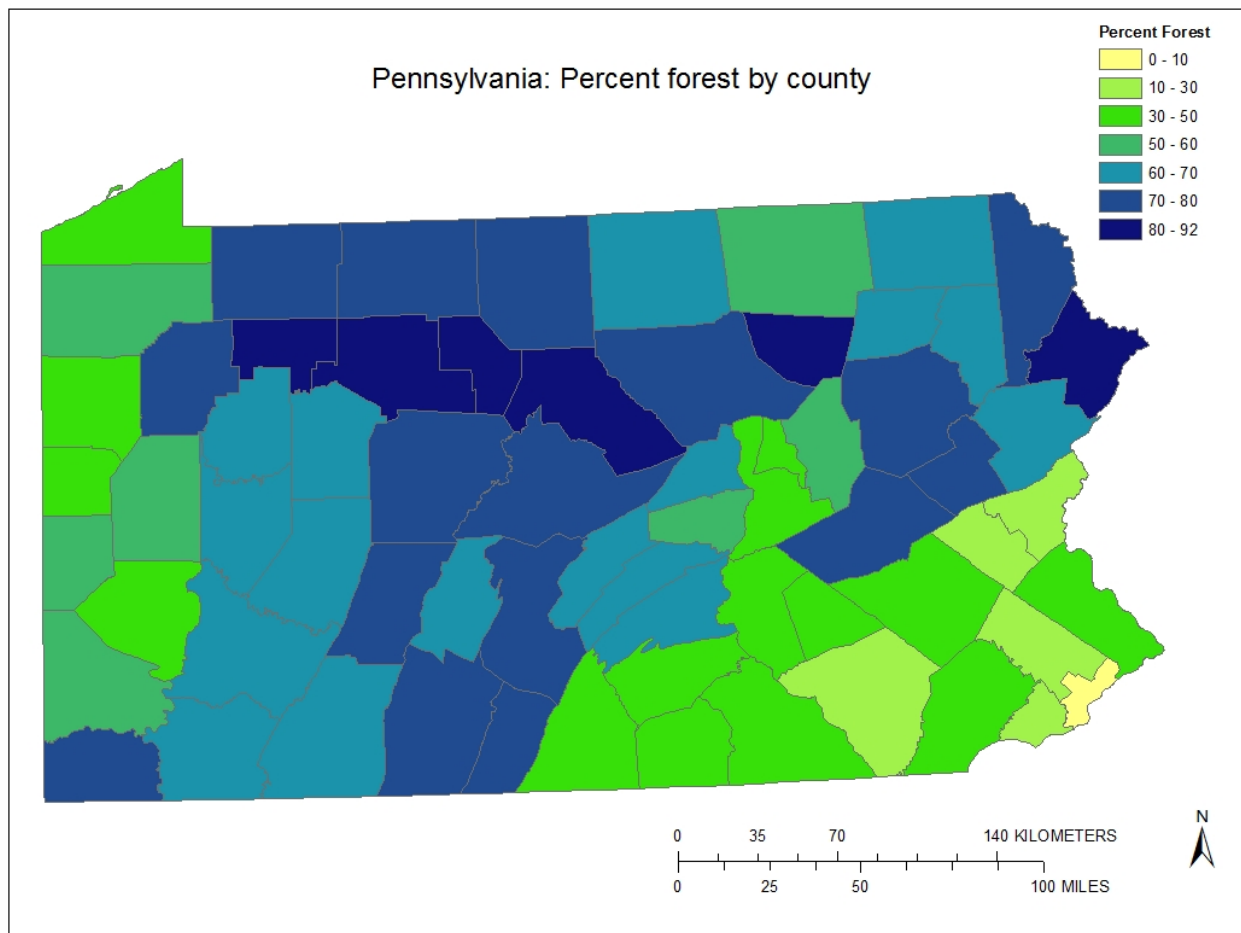 Pennsylvania: Percent forest by county
Percent Forest
0 - 10
10 - 30
30 - 50
50 - 60
60 - 70
70 - 80
80 - 92
N
0 35 70 140 KILOMETERS
0 25 50 100 MILES